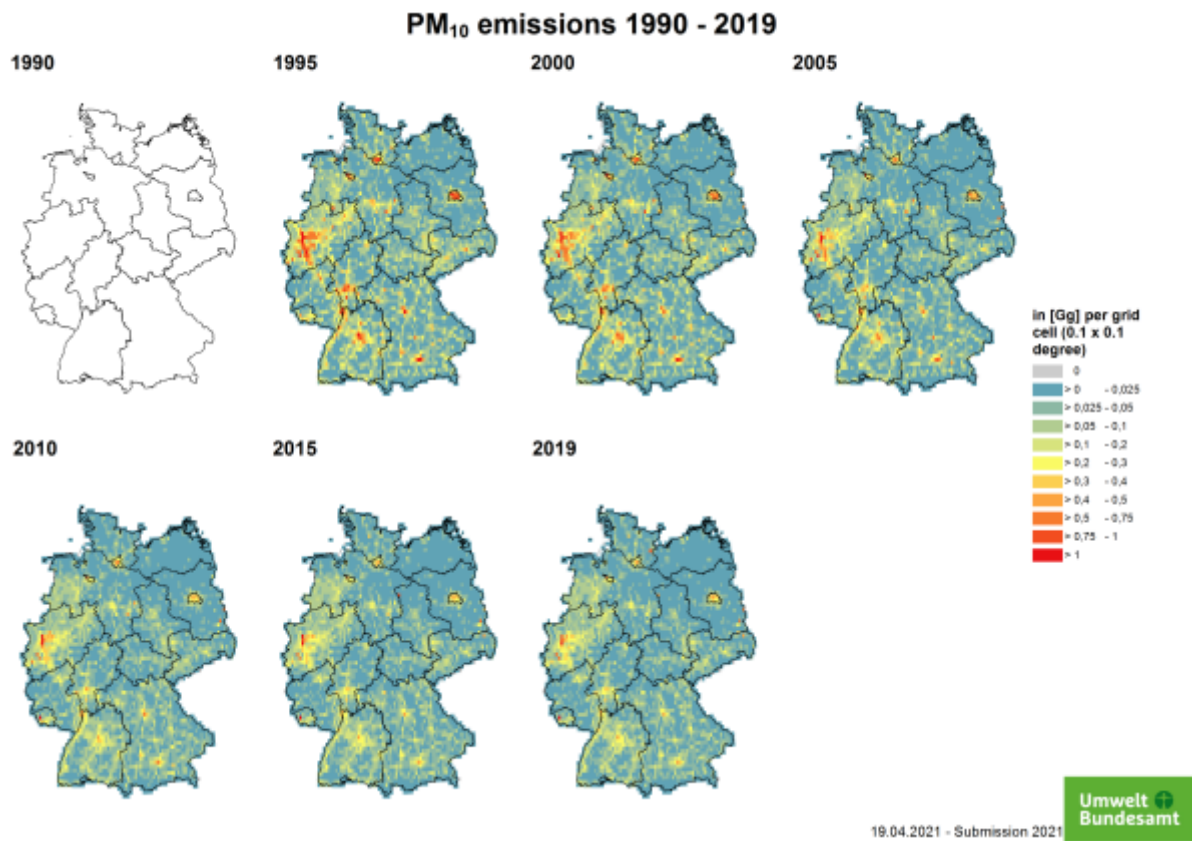 PM₁₀ emissions 1990 - 2019
1990
1995
2000
2005
in [Gg] per grid
cell (0.1 x 0.1
degree)
0
> 0 - 0,025
> 0,025 - 0,05
> 0,05 - 0,1
> 0,1 - 0,2
> 0,2 - 0,3
> 0,3 - 0,4
> 0,4 - 0,5
> 0,5 - 0,75
> 0,75 - 1
> 1
2010
2015
2019
19.04.2021 - Submission 2021
Umwelt
Bundesamt